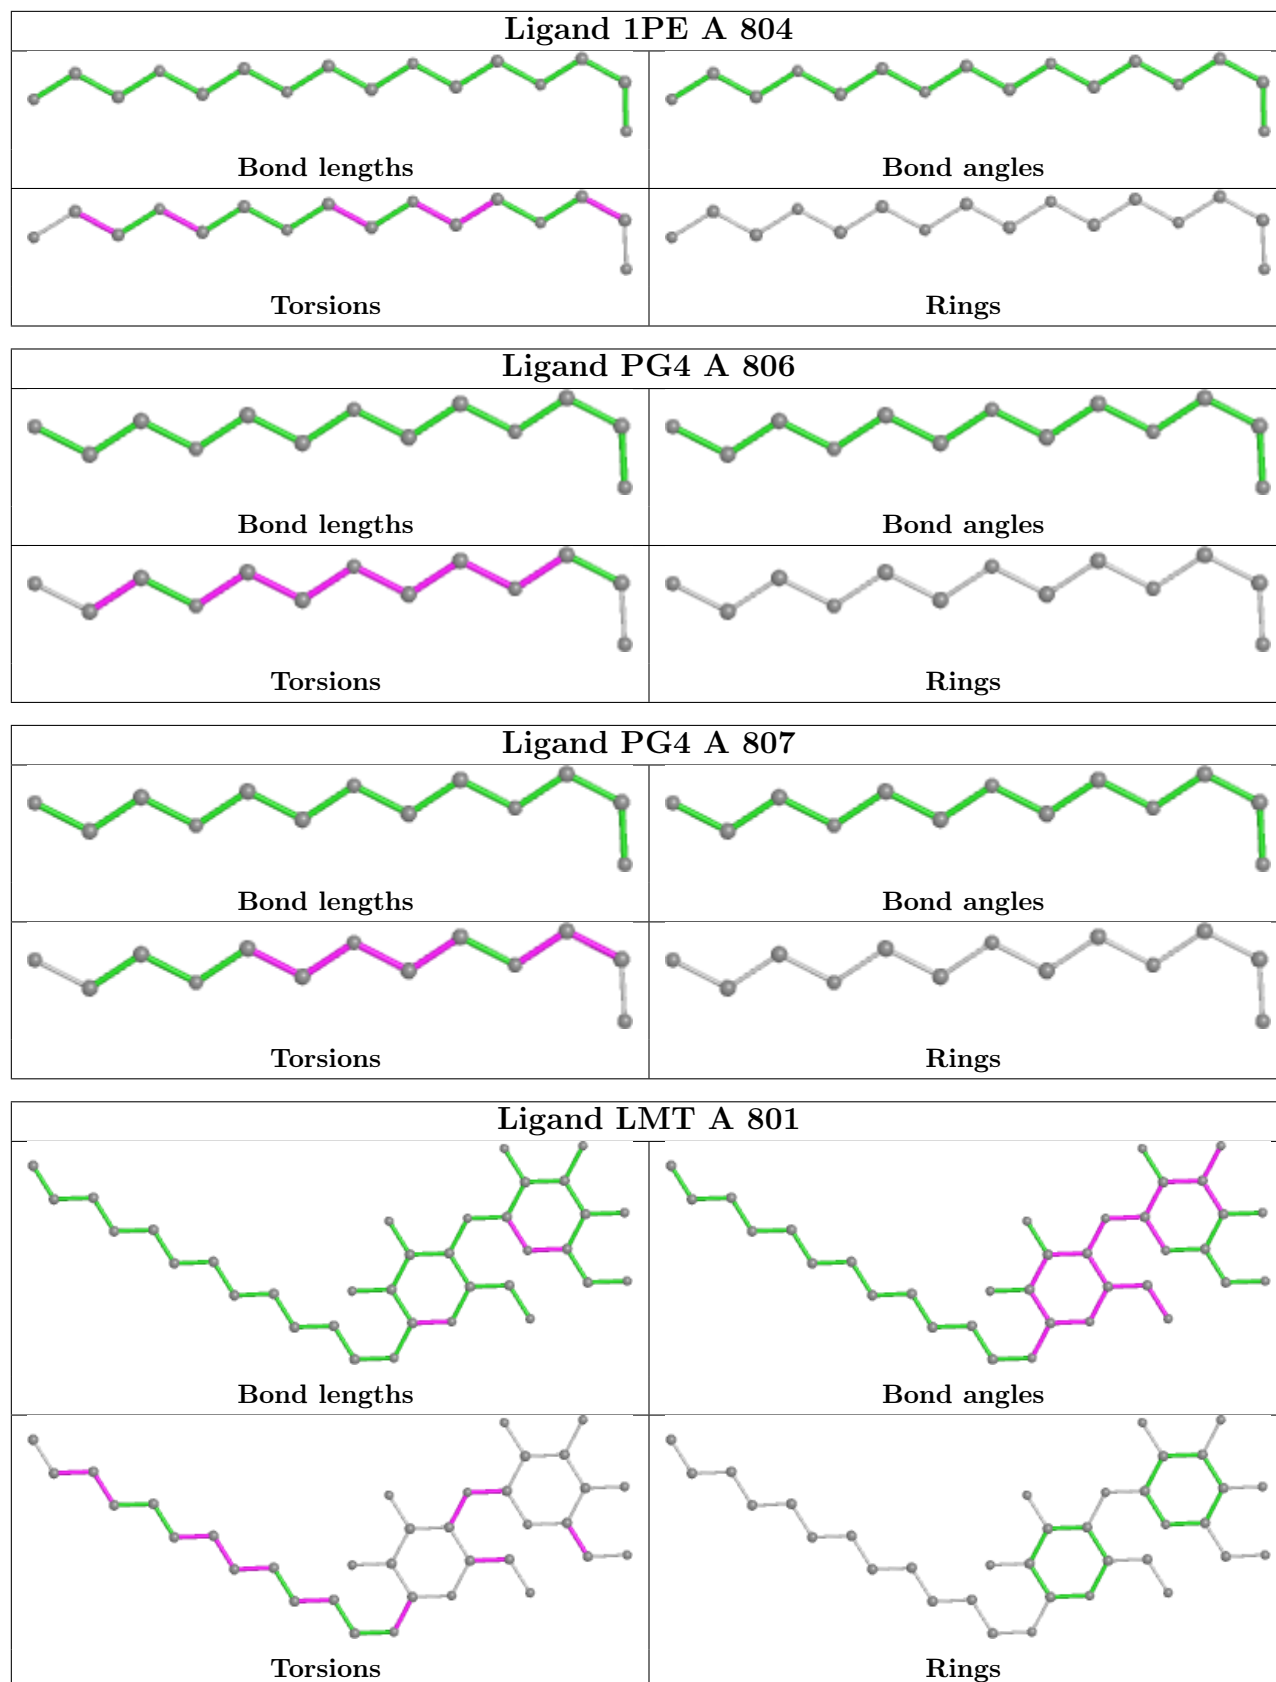 Ligand 1PE A 804
Bond lengths
Bond angles
Torsions
Rings
Ligand PG4 A 806
Bond lengths
Bond angles
Torsions
Rings
Ligand PG4 A 807
Bond lengths
Bond angles
Torsions
Rings
Ligand LMT A 801
Bond lengths
Bond angles
Torsions
Rings